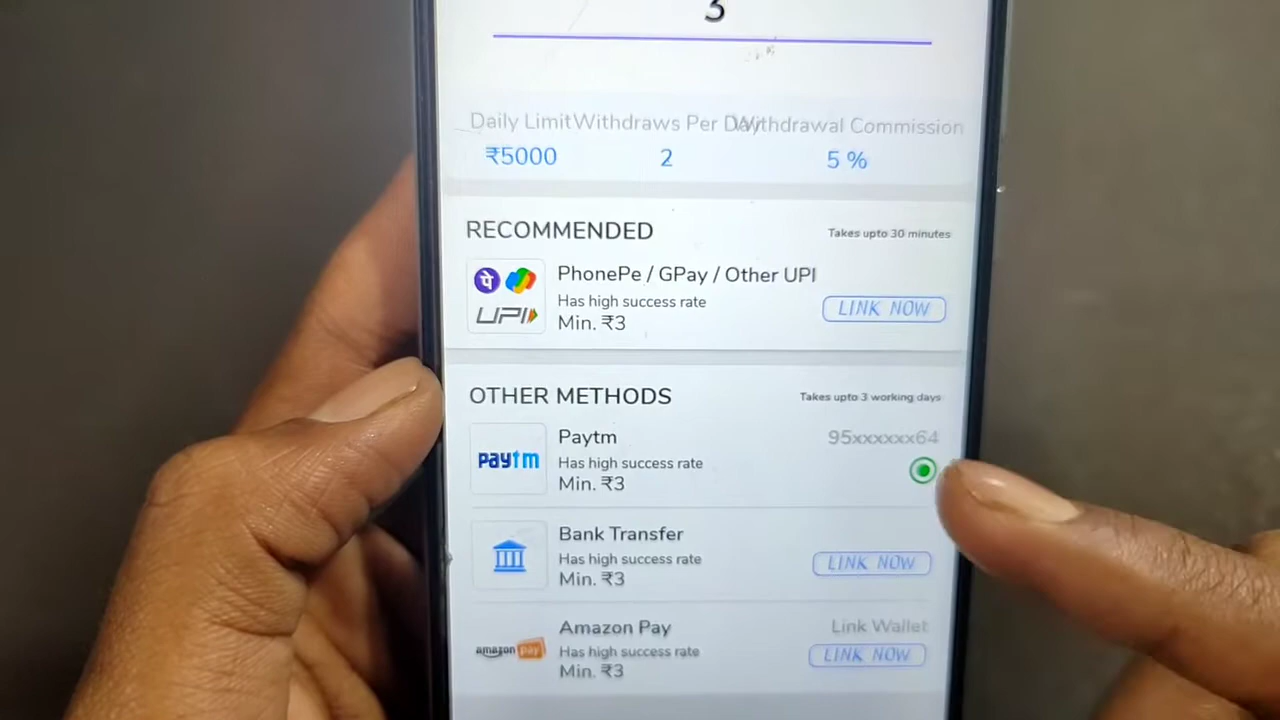 3
Daily Limit Withdraws Per Day Withdrawal Commission
₹5000 2 5 %
RECOMMENDED Takes upto 30 minutes
पे PhonePe / GPay / Other UPI
Has high success rate
UPI Min. ₹3 LINK NOW
OTHER METHODS Takes upto 3 working days
Paytm 95xxxxxx64
paytm Has high success rate
Min. ₹3
Bank Transfer
Has high success rate LINK NOW
Min. ₹3
Amazon Pay Link Wallet
amazon pay Has high success rate LINK NOW
Min. ₹3